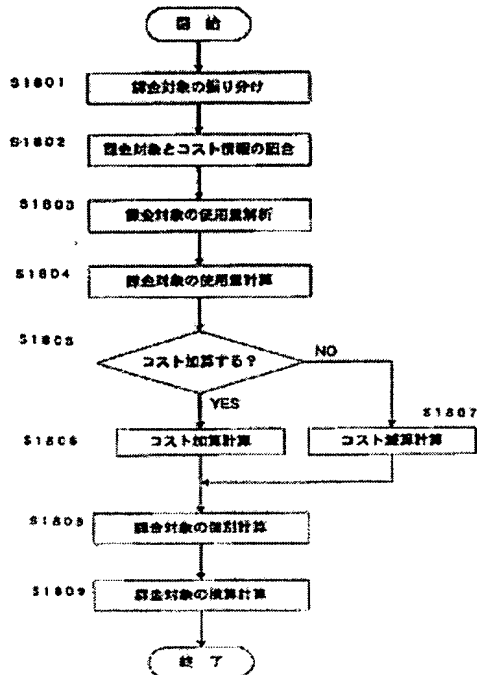 開始
S1801
課金対象の振り分け
S1802
課金対象とコスト情報の照合
S1803
課金対象の使用量解析
S1804
課金対象の使用量計算
S1805
コスト加算する?
NO
YES
S1806
コスト加算計算
S1807
コスト減算計算
S1808
課金対象の個別計算
S1809
課金対象の積算計算
終了